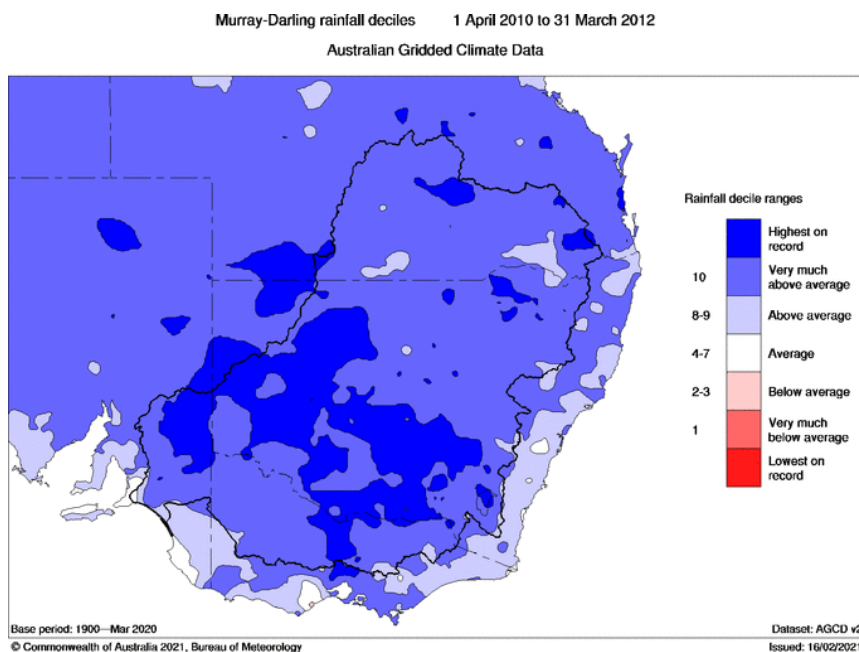 Murray-Darling rainfall deciles 1 April 2010 to 31 March 2012
Australian Gridded Climate Data
Rainfall decile ranges
Highest on
record
10 Very much
above average
8-9 Above average
4-7 Average
2-3 Below average
1 Very much
below average
Lowest on
record
Base period: 1900—Mar 2020
Dataset: AGCD v2
© Commonwealth of Australia 2021, Bureau of Meteorology
Issued: 16/02/2021